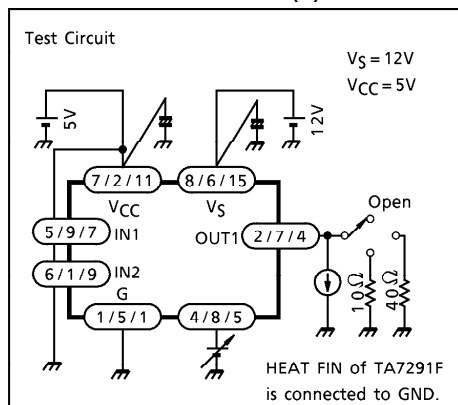 (
Test Circuit
VS = 12V
VCC = 5V
5V
12V
7 / 2 / 11
8 / 6 / 15
VCC
VS
Open
5 / 9 / 7
IN1
OUT1
2 / 7 / 4
6 / 1 / 9
IN2
G
1 / 5 / 1
4 / 8 / 5
10Ω
40Ω
HEAT FIN of TA7291F
is connected to GND.